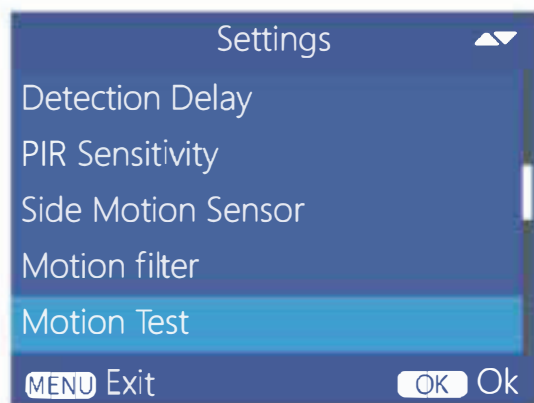 Settings
Detection Delay
PIR Sensitivity
Side Motion Sensor
Motion filter
Motion Test
MENU Exit OK Ok